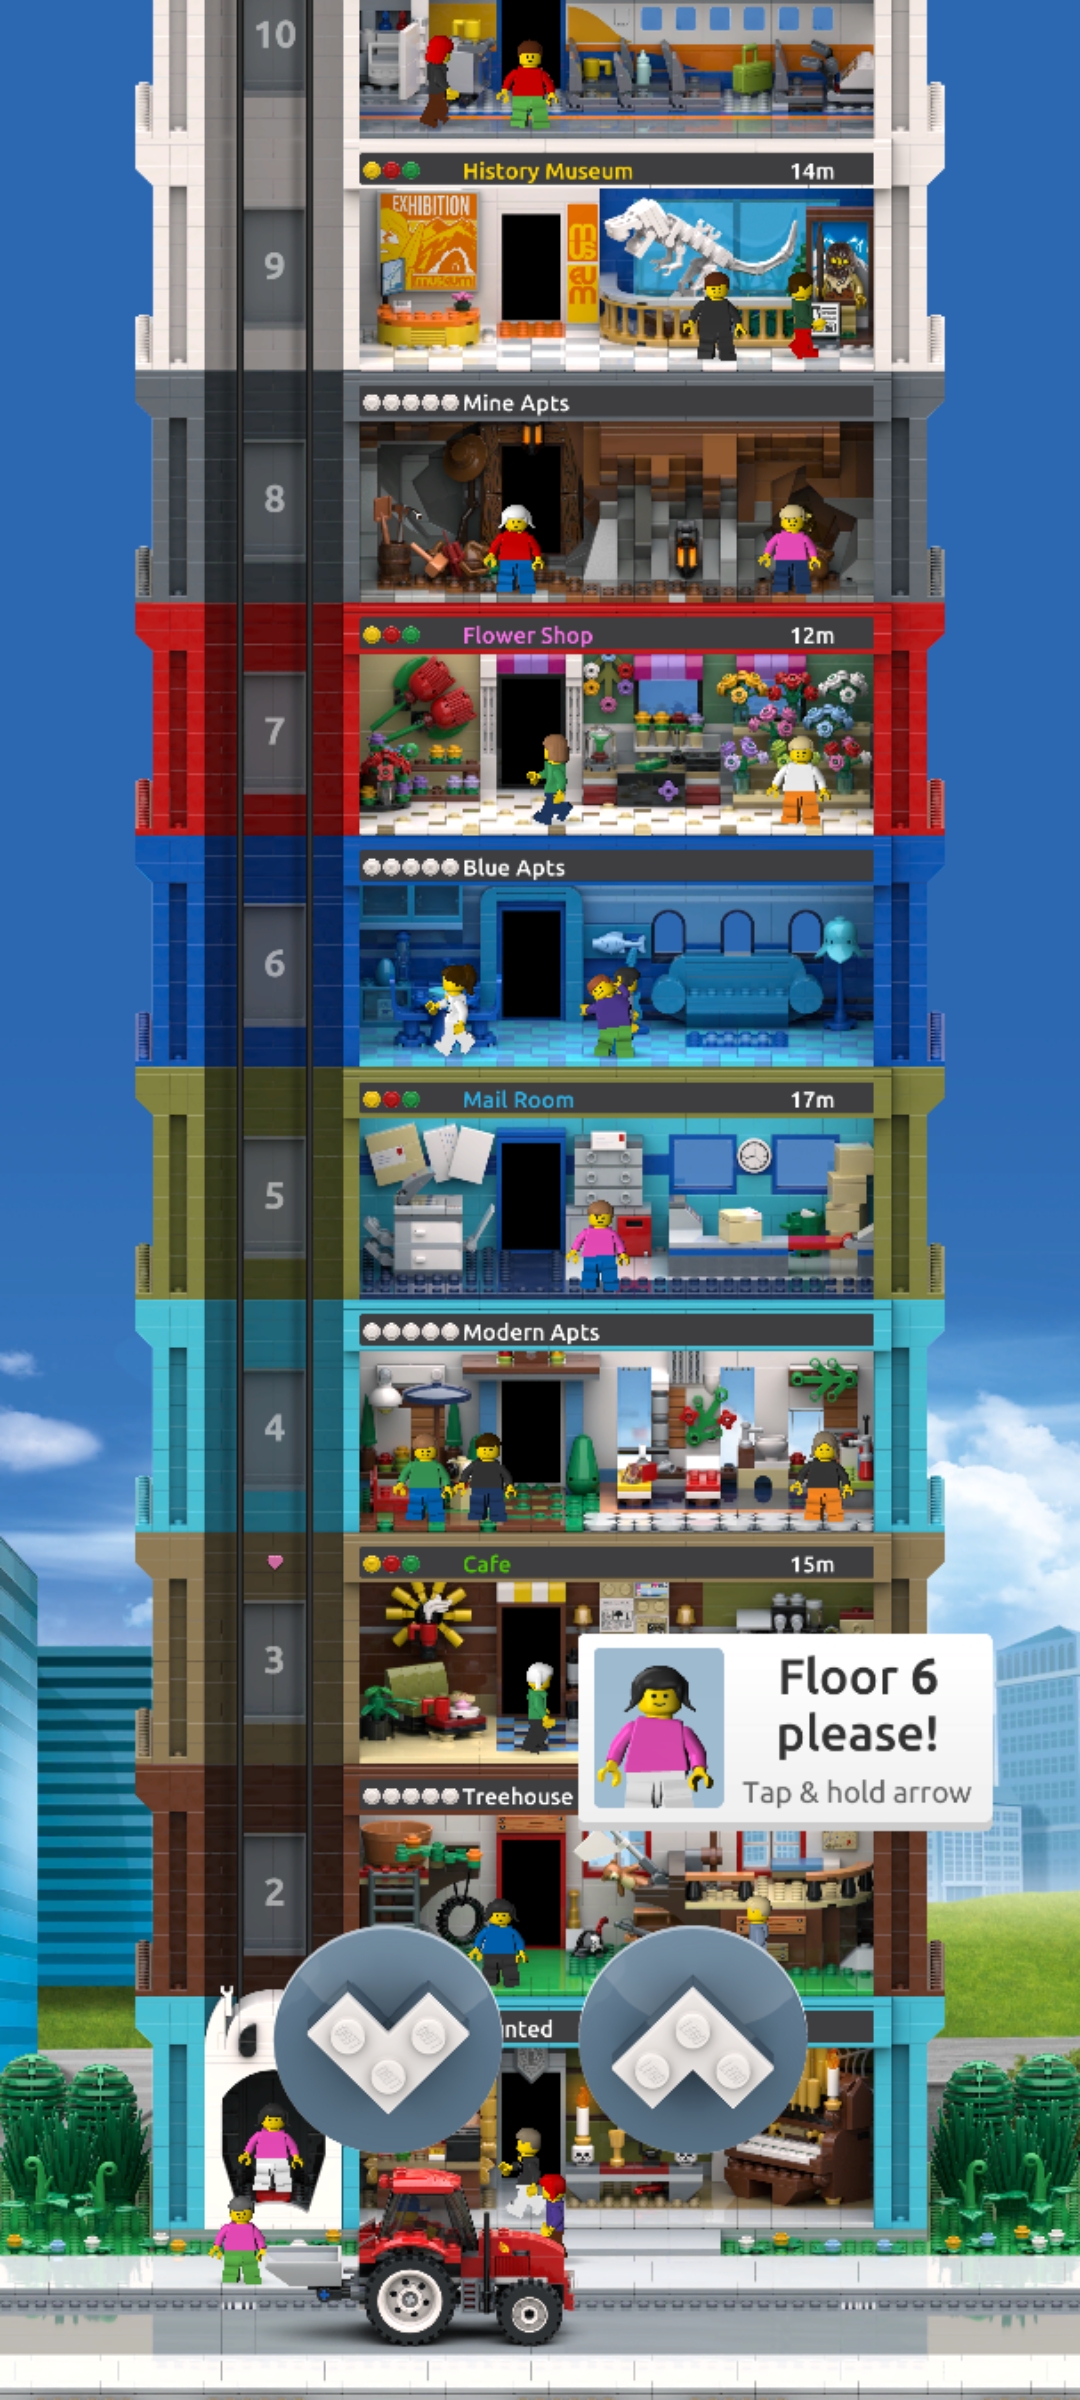 10
History Museum 14m
EXHIBITION
museum
9
Mine Apts
8
Flower Shop 12m
7
Blue Apts
6
Mail Room 17m
5
Modern Apts
4
Cafe 15m
3
Floor 6
please!
Tap & hold arrow
Treehouse
2
nted